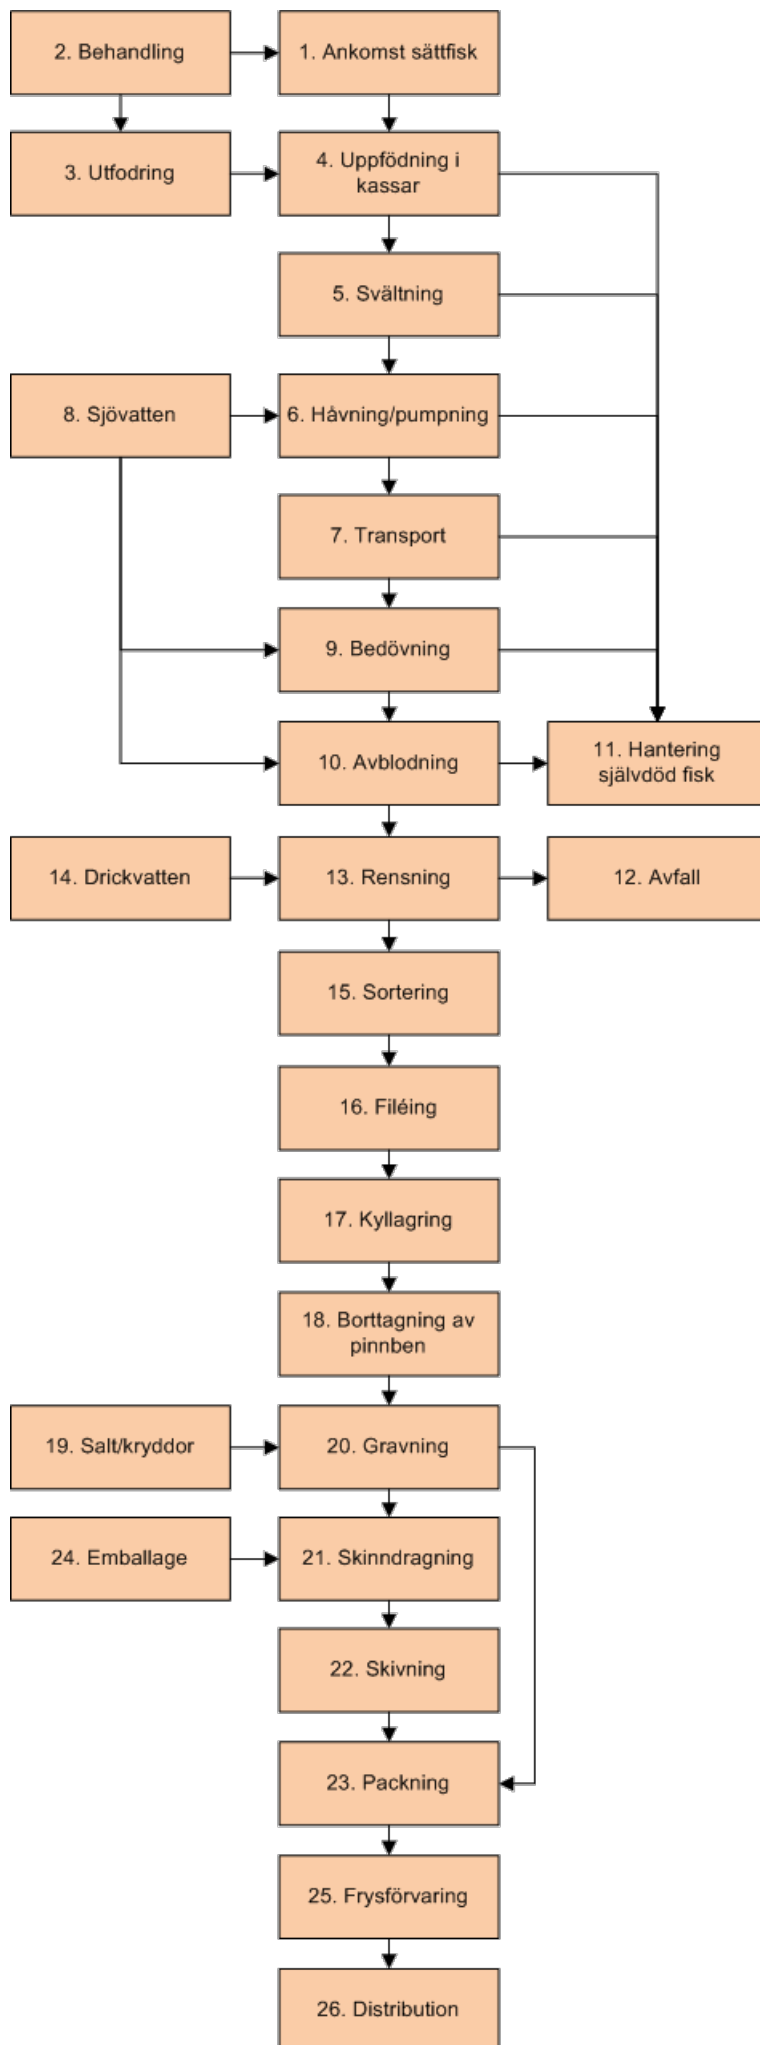 2. Behandling
1. Ankomst sättfisk
3. Utfodring
4. Uppfödning i
kassar
5. Svältning
8. Sjövatten
6. Håvning/pumpning
7. Transport
9. Bedövning
10. Avblodning
11. Hantering
självdöd fisk
14. Drickvatten
13. Rensning
12. Avfall
15. Sortering
16. Filéing
17. Kyllagring
18. Borttagning av
pinnben
19. Salt/kryddor
20. Gravning
24. Emballage
21. Skinndragning
22. Skivning
23. Packning
25. Frysförvaring
26. Distribution